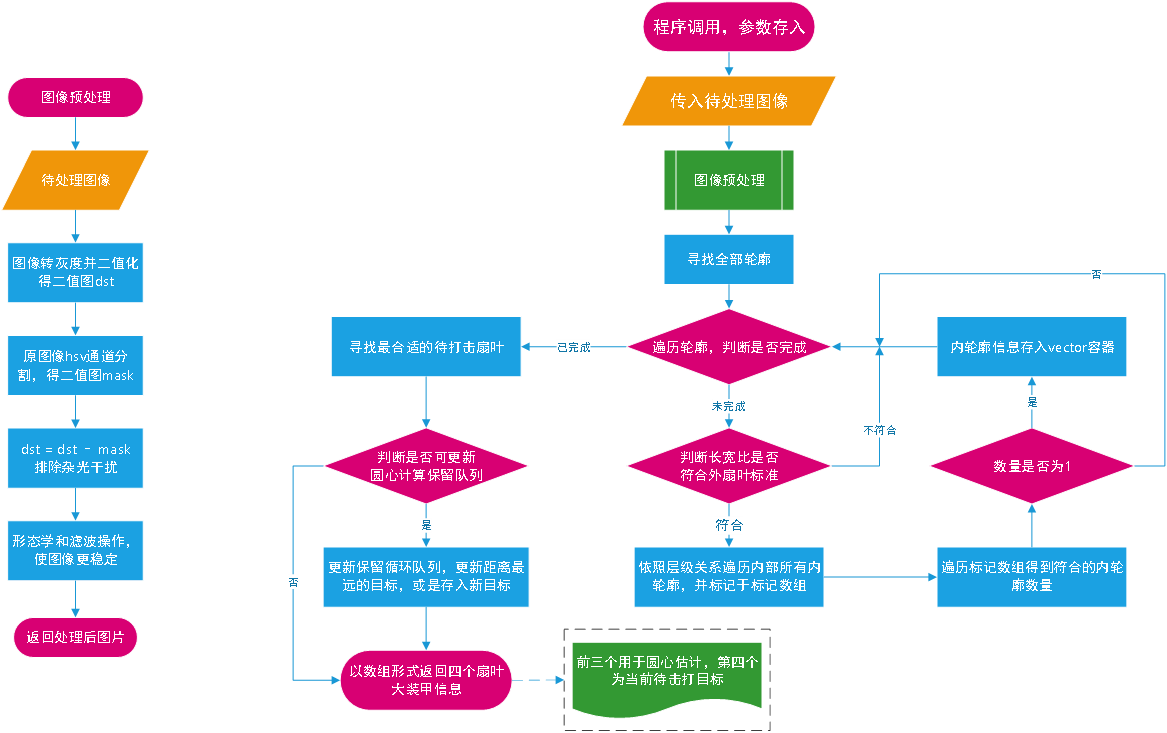 图像预处理
待处理图像
图像转灰度并二值化
得二值图dst
原图像hsv通道分
割，得二值图mask
dst = dst - mask
排除杂光干扰
形态学和滤波操作，
使图像更稳定
返回处理后图片
程序调用，参数存入
传入待处理图像
图像预处理
寻找全部轮廓
遍历轮廓，判断是否完成
已完成
未完成
寻找最合适的待打击扇叶
判断是否可更新
圆心计算保留队列
是
否
更新保留循环队列，更新距离最
远的目标，或是存入新目标
以数组形式返回四个扇叶
大装甲信息
前三个用于圆心估计，第四个
为当前待击打目标
判断长宽比是否
符合外扇叶标准
不符合
符合
依照层级关系遍历内部所有内
轮廓，并标记于标记数组
遍历标记数组得到符合的内轮
廓数量
数量是否为1
是
否
内轮廓信息存入vector容器